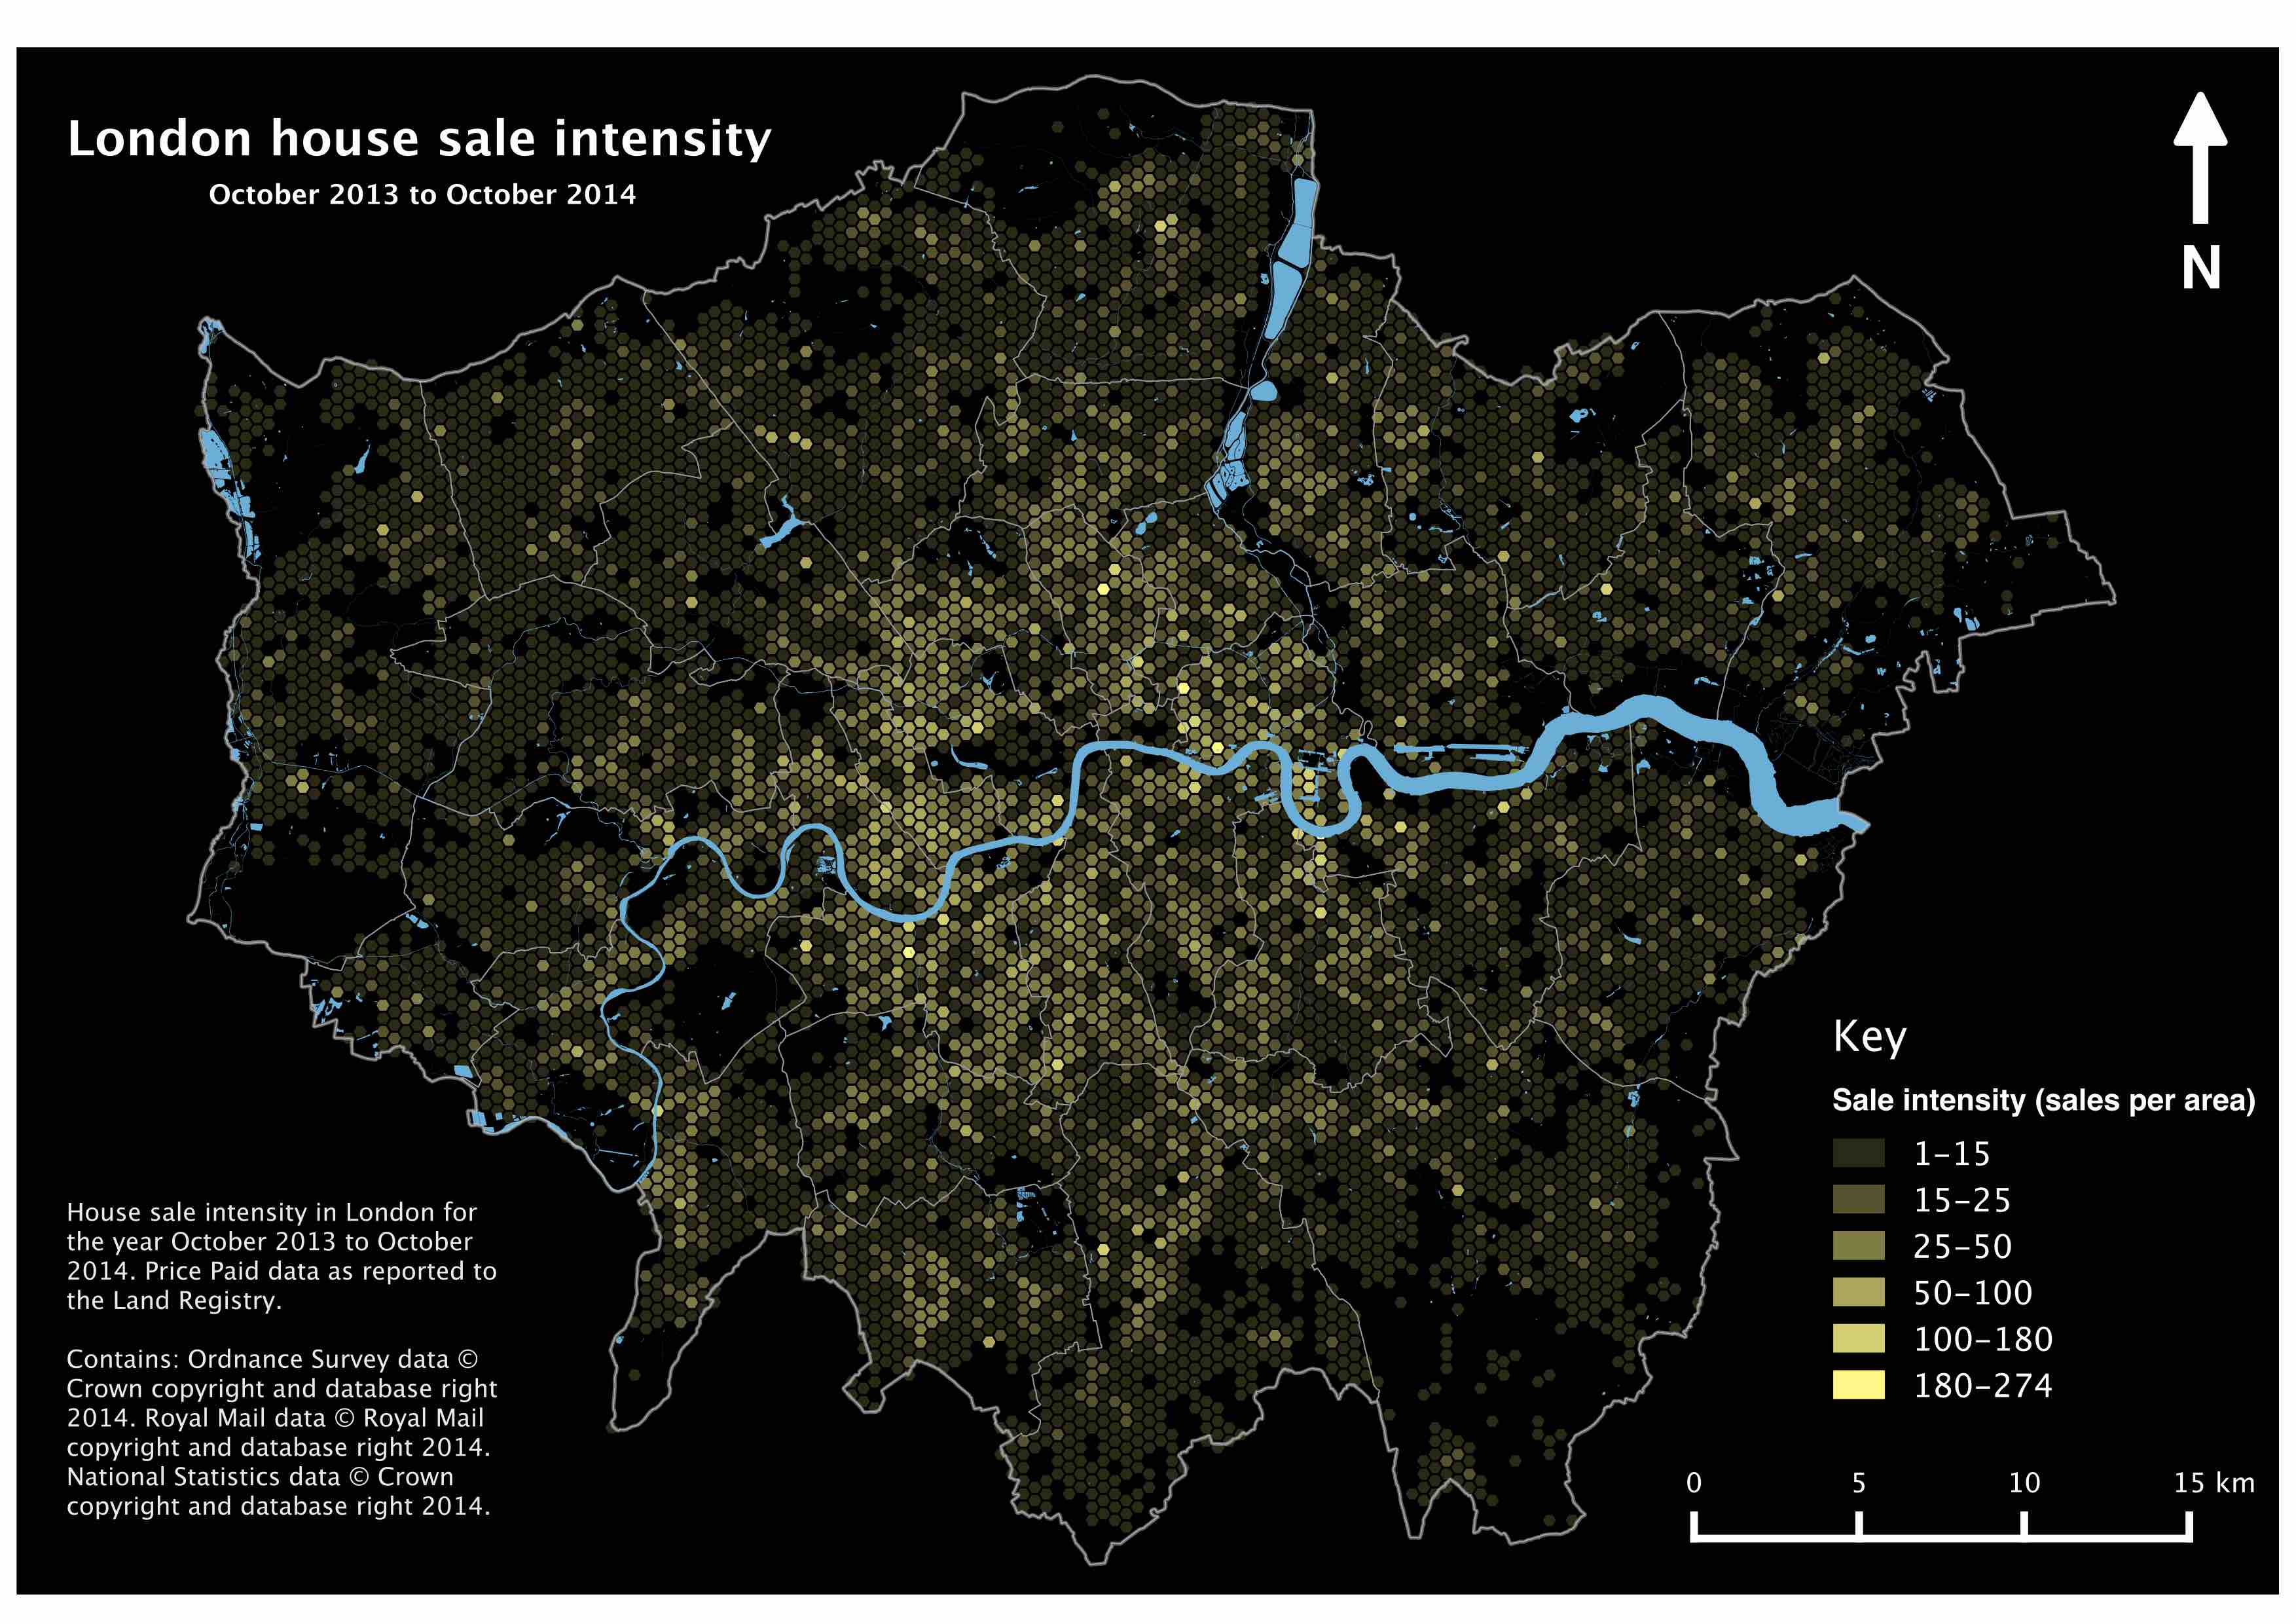 London house sale intensity
October 2013 to October 2014
N
Key
Sale intensity (sales per area)
1–15
15–25
25–50
50–100
100–180
180–274
House sale intensity in London for
the year October 2013 to October
2014. Price Paid data as reported to
the Land Registry.
Contains: Ordnance Survey data ©
Crown copyright and database right
2014. Royal Mail data © Royal Mail
copyright and database right 2014.
National Statistics data © Crown
copyright and database right 2014.
0 5 10 15 km